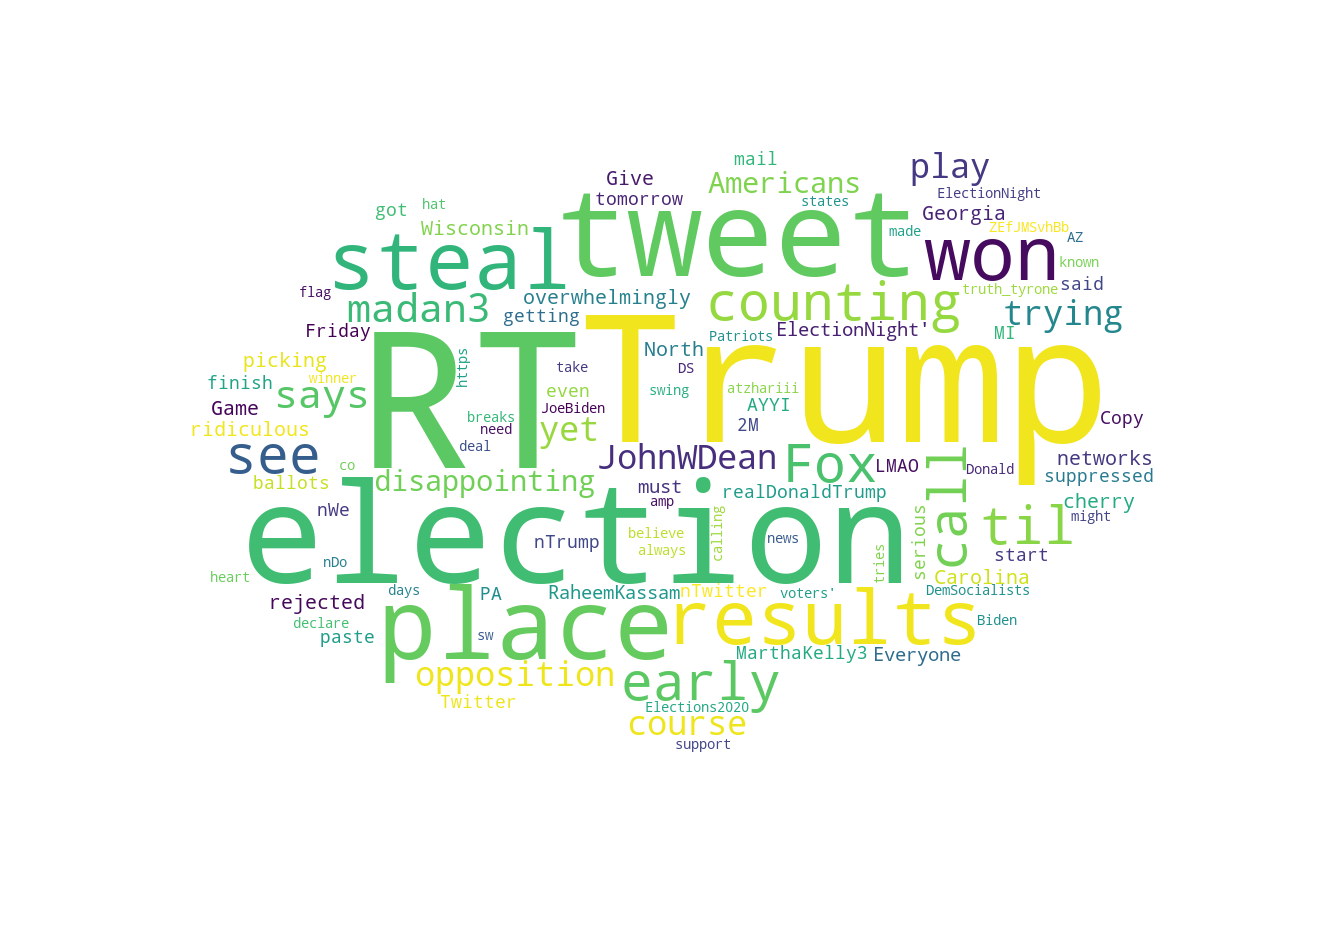 mail
play
Give
Americans
ElectionNight
tomorrow
states
hat
got
Georgia
tweet
Wisconsin
ZEfJMSvhBb
made
AZ
won
steal
known
said
flag
truth_tyrone
overwhelmingly
counting
madan3
trying
getting
Friday
ElectionNight'
MI
Patriots
North
picking
https
take
DS
RT
Trump
winner
finish
says
swing
atzhariii
even
AYYI
Game
JoeBiden
breaks
Copy
2M
ridiculous
need
yet
deal
see
JohnWDean
Fox
networks
co
LMAO
Donald
suppressed
disappointing
ballots
must
realDonaldTrump
call
cherry
amp
nWe
til
might
election
believe
calling
news
serious
nTrump
always
start
nDo
tries
heart
Carolina
days
PA
RaheemKassam
nTwitter
voters'
DemSocialists
rejected
declare
place
results
Biden
paste
sw
MarthaKelly3
Everyone
opposition
early
Twitter
Elections2020
course
support